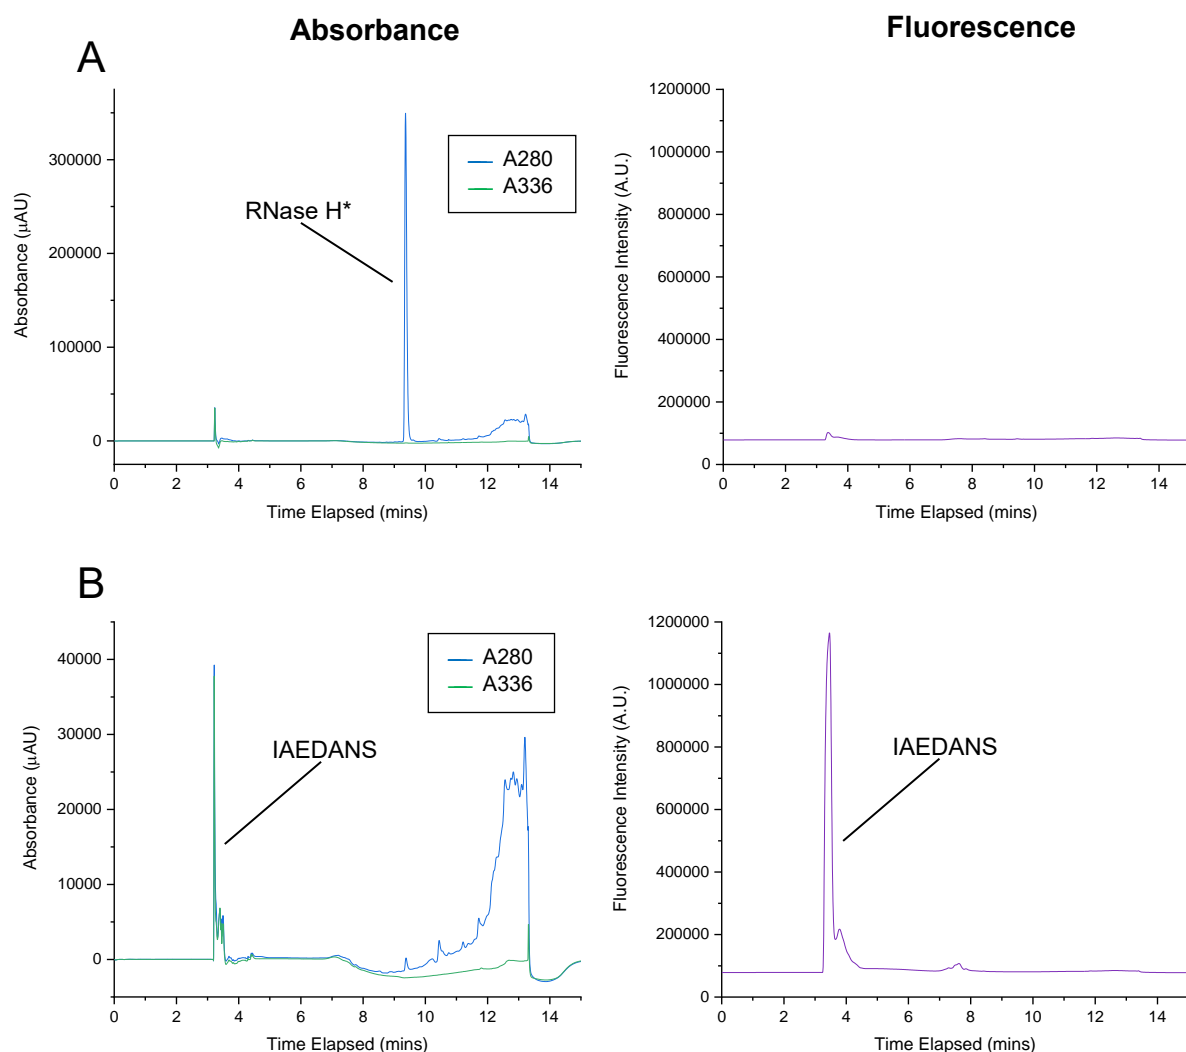 Absorbance
Fluorescence
A
Absorbance (μAU)
300000
200000
100000
0
RNase H*
A280
A336
0 2 4 6 8 10 12 14
Time Elapsed (mins)
Fluorescence Intensity (A.U.)
1200000
1000000
800000
600000
400000
200000
0
0 2 4 6 8 10 12 14
Time Elapsed (mins)
B
Absorbance (μAU)
40000
30000
20000
10000
0
IAEDANS
A280
A336
0 2 4 6 8 10 12 14
Time Elapsed (mins)
Fluorescence Intensity (A.U.)
1200000
1000000
800000
600000
400000
200000
0
IAEDANS
0 2 4 6 8 10 12 14
Time Elapsed (mins)